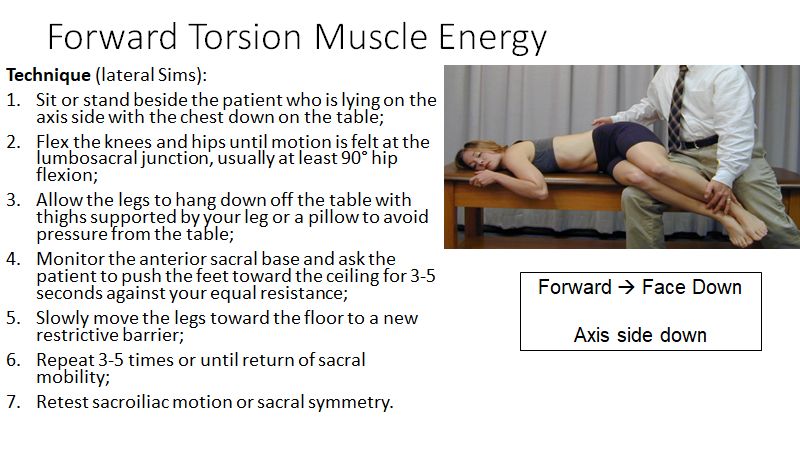 Forward Torsion Muscle Energy
Technique (lateral Sims):
1. Sit or stand beside the patient who is lying on the
axis side with the chest down on the table;
2. Flex the knees and hips until motion is felt at the
lumbosacral junction, usually at least 90° hip
flexion;
3. Allow the legs to hang down off the table with
thighs supported by your leg or a pillow to avoid
pressure from the table;
4. Monitor the anterior sacral base and ask the
patient to push the feet toward the ceiling for 3-5
seconds against your equal resistance;
5. Slowly move the legs toward the floor to a new
restrictive barrier;
6. Repeat 3-5 times or until return of sacral
mobility;
7. Retest sacroiliac motion or sacral symmetry.
Forward → Face Down
Axis side down